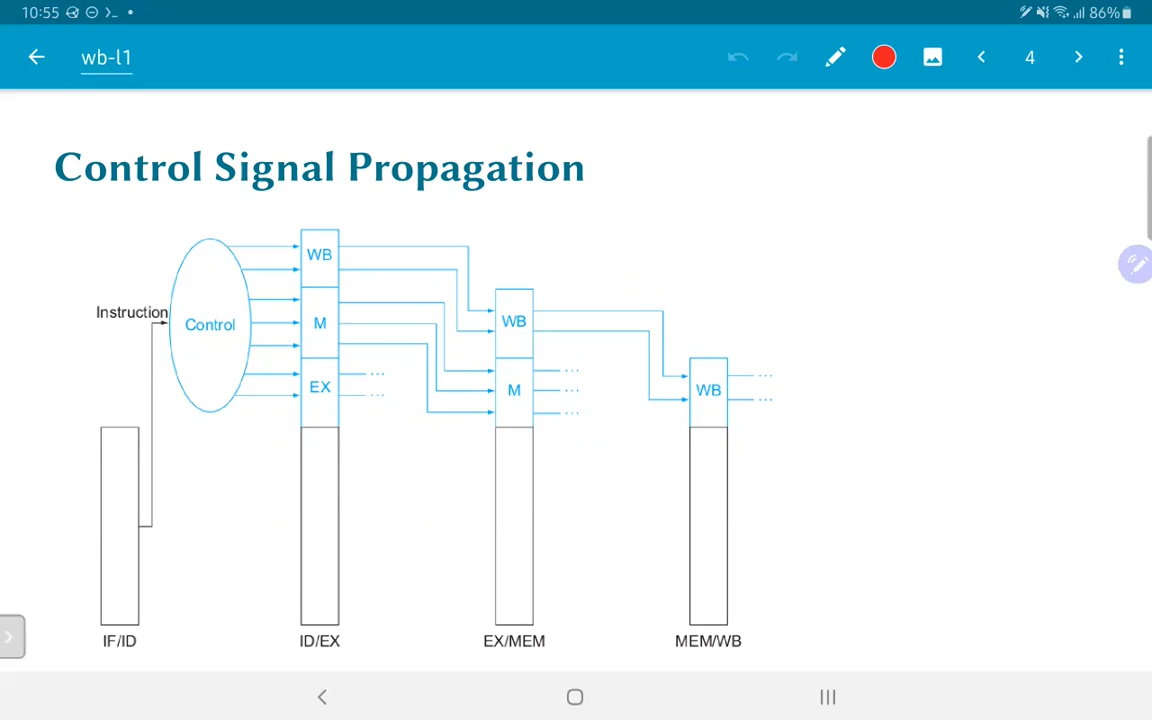 10:55 86%
wb-l1 4
Control Signal Propagation
WB
Instruction Control M WB
EX ... M ... WB ...
... ... ...
...
IF/ID ID/EX EX/MEM MEM/WB